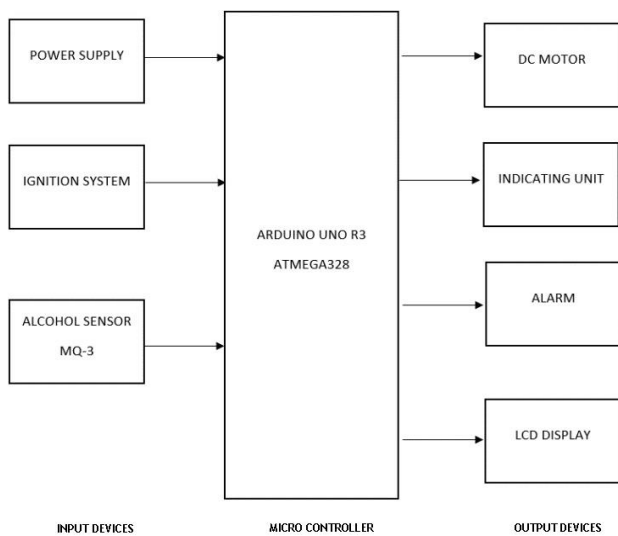 POWER SUPPLY
IGNITION SYSTEM
ALCOHOL SENSOR
MQ-3
ARDUINO UNO R3
ATMEGA328
DC MOTOR
INDICATING UNIT
ALARM
LCD DISPLAY
INPUT DEVICES
MICRO CONTROLLER
OUTPUT DEVICES